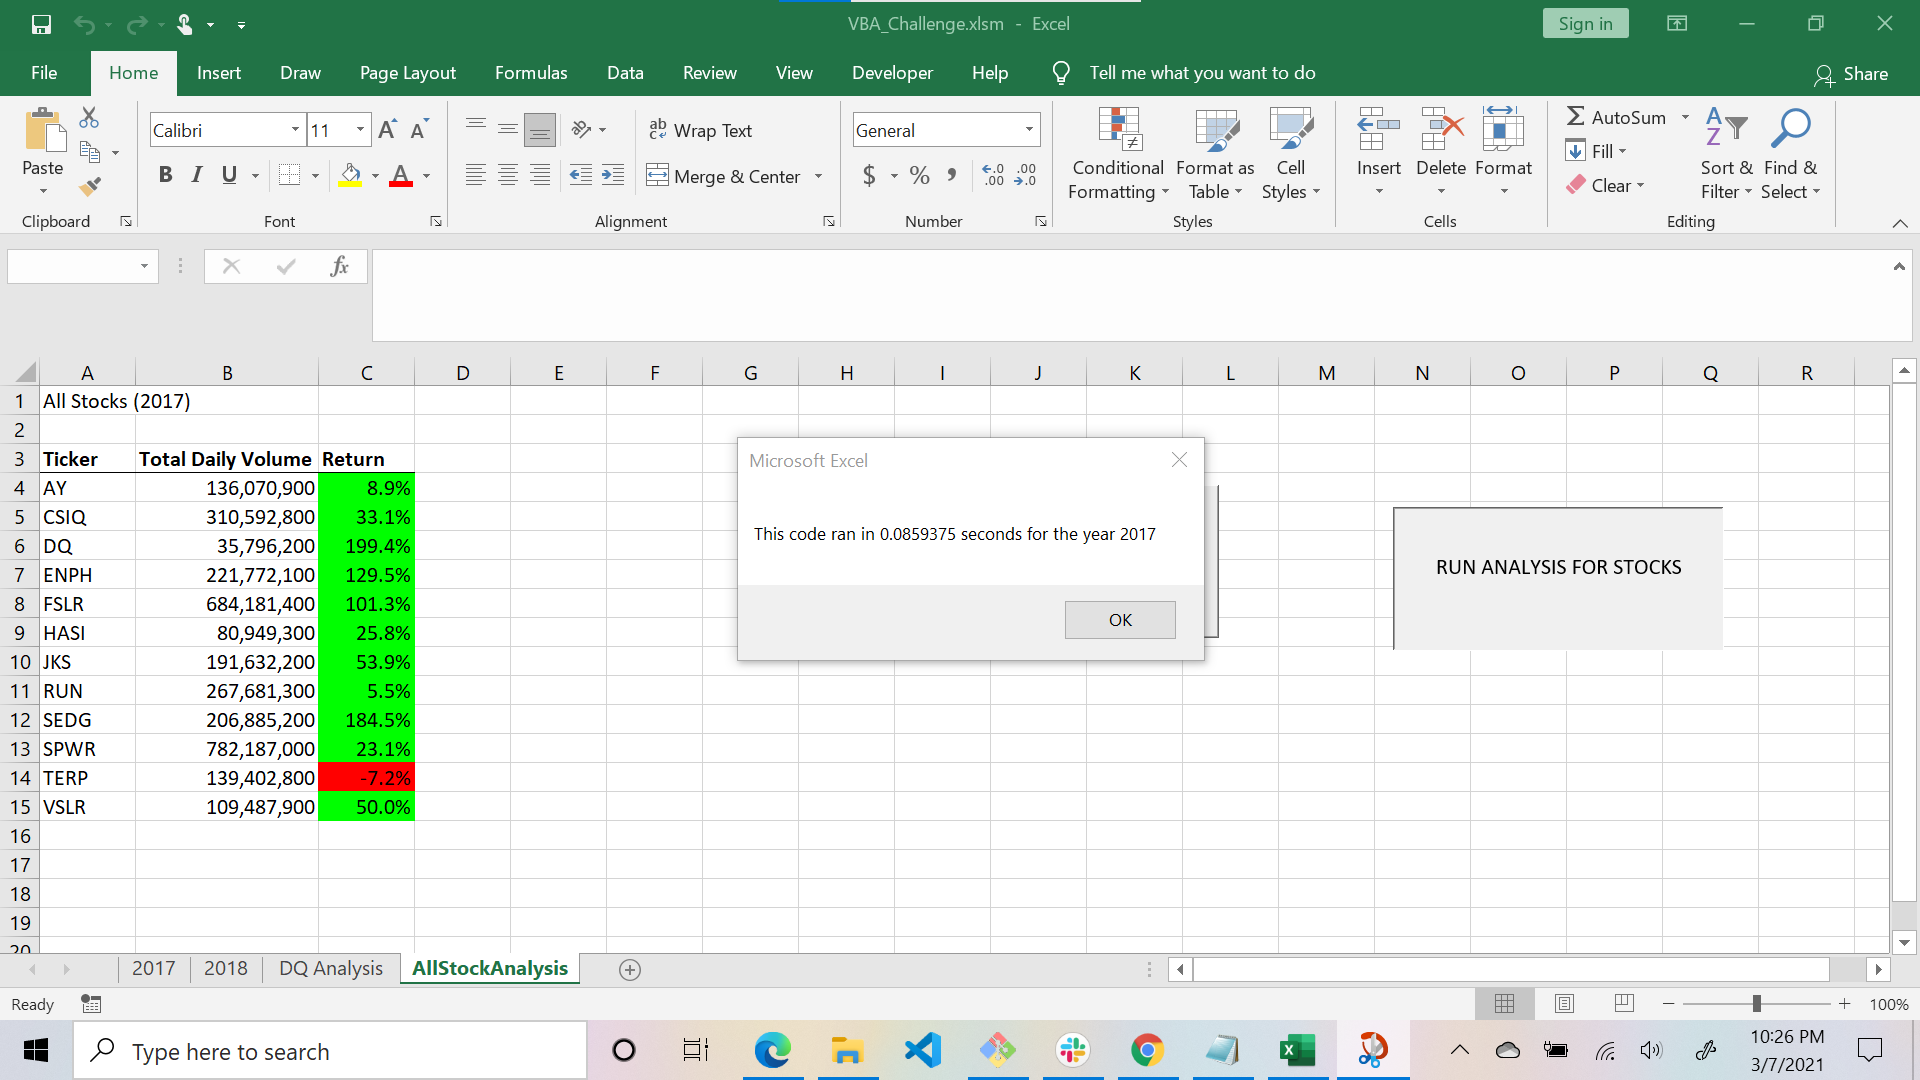 VBA_Challenge.xlsm - Excel
Sign in
File Home Insert Draw Page Layout Formulas Data Review View Developer Help Tell me what you want to do Share
Calibri 11 Wrap Text General AutoSum
Paste B I U Merge & Center $ % Fill
Conditional Formatting Format as Table Cell Styles Insert Delete Format Clear Sort & Filter Find & Select
Clipboard Font Alignment Number Styles Cells Editing
fx
A B C D E F G H I J K L M N O P Q R
1 All Stocks (2017)
2
3 Ticker Total Daily Volume Return
4 AY 136,070,900 8.9%
5 CSIQ 310,592,800 33.1%
6 DQ 35,796,200 199.4%
7 ENPH 221,772,100 129.5%
8 FSLR 684,181,400 101.3%
9 HASI 80,949,300 25.8%
10 JKS 191,632,200 53.9%
11 RUN 267,681,300 5.5%
12 SEDG 206,885,200 184.5%
13 SPWR 782,187,000 23.1%
14 TERP 139,402,800 -7.2%
15 VSLR 109,487,900 50.0%
16
17
18
19
20
Microsoft Excel
This code ran in 0.0859375 seconds for the year 2017
OK
RUN ANALYSIS FOR STOCKS
2017 2018 DQ Analysis AllStockAnalysis
Ready 100%
Type here to search
10:26 PM
3/7/2021